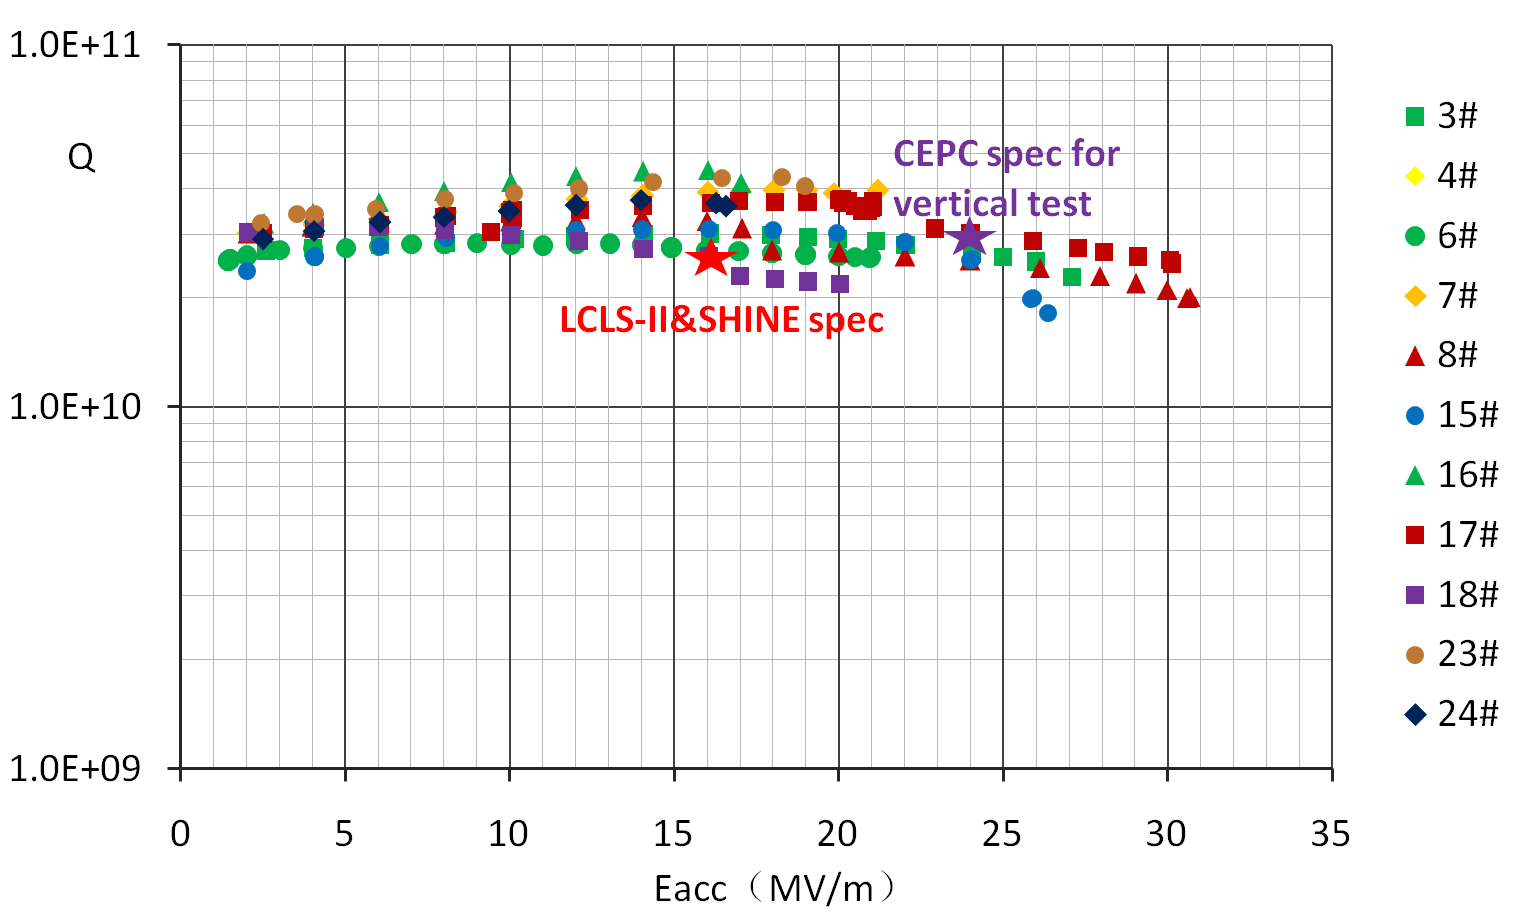 1.0E+11
Q
1.0E+10
1.0E+09
CEPC spec for
vertical test
LCLS-II&SHINE spec
0 5 10 15 20 25 30 35
Eacc（MV/m）
3#
4#
6#
7#
8#
15#
16#
17#
18#
23#
24#